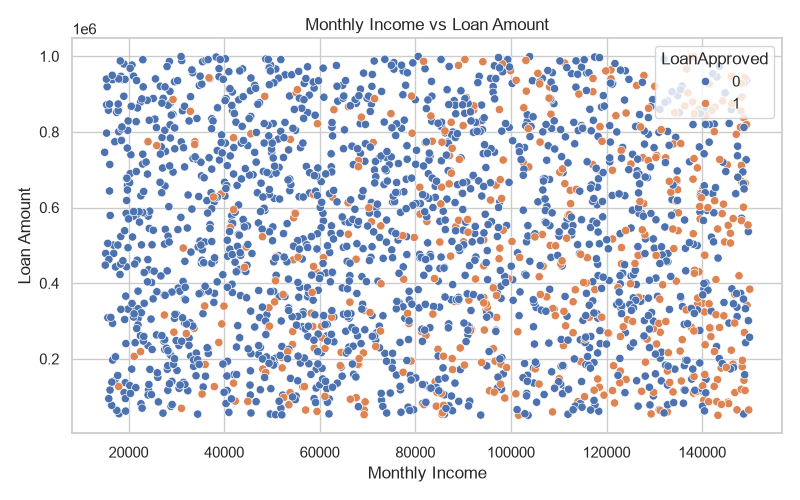 Monthly Income vs Loan Amount
1e6
LoanApproved
0
1
1.0
0.8
0.6
0.4
0.2
Loan Amount
20000 40000 60000 80000 100000 120000 140000
Monthly Income